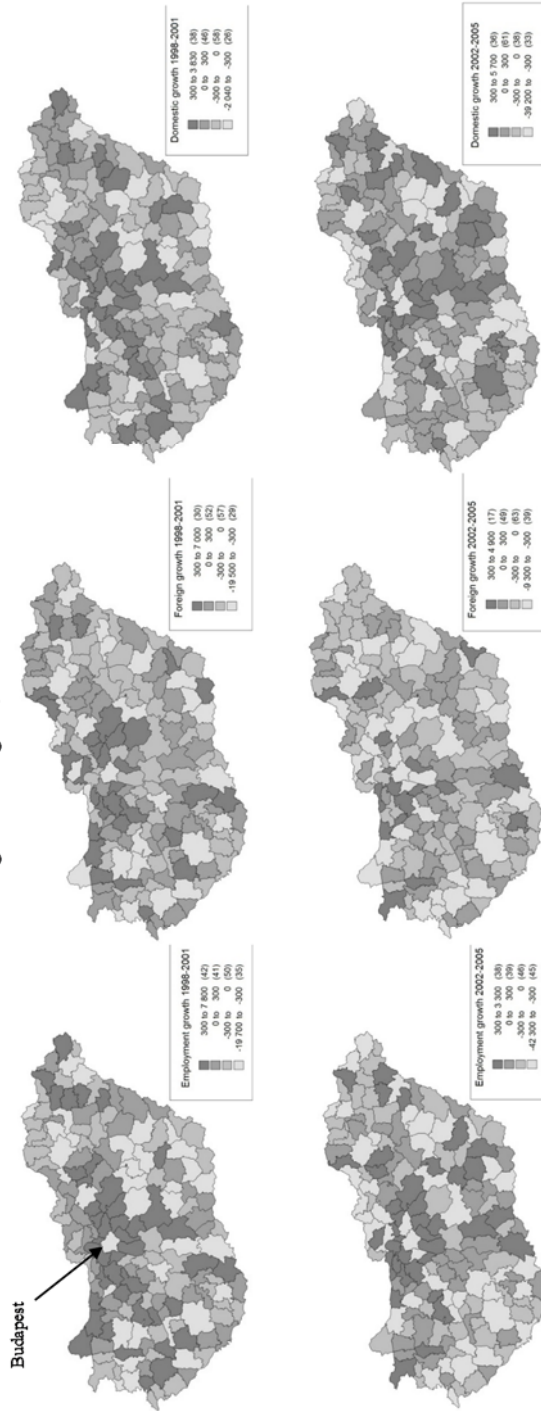 Budapest
Employment growth 1998-2001
300 to 7 800 (42)
0 to 300 (41)
-300 to 0 (50)
-19 700 to -300 (35)
Foreign growth 1998-2001
300 to 7 000 (30)
0 to 300 (52)
-300 to 0 (57)
-19 500 to -300 (29)
Domestic growth 1998-2001
300 to 3 830 (38)
0 to 300 (46)
-300 to 0 (58)
-2 040 to -300 (26)
Employment growth 2002-2005
300 to 3 300 (38)
0 to 300 (39)
-300 to 0 (46)
-42 300 to -300 (45)
Foreign growth 2002-2005
300 to 4 900 (17)
0 to 300 (49)
-300 to 0 (63)
-9 300 to -300 (39)
Domestic growth 2002-2005
300 to 5 700 (36)
0 to 300 (61)
-300 to 0 (38)
-39 200 to -300 (33)